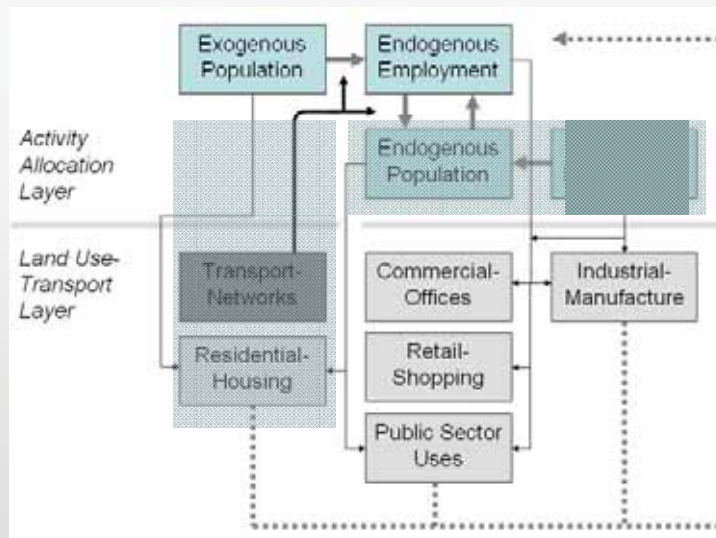 Exogenous
Population
Endogenous
Employment
Activity
Allocation
Layer
Endogenous
Population
Land Use-
Transport
Layer
Transport-
Networks
Commercial-
Offices
Industrial-
Manufacture
Residential-
Housing
Retail-
Shopping
Public Sector
Uses